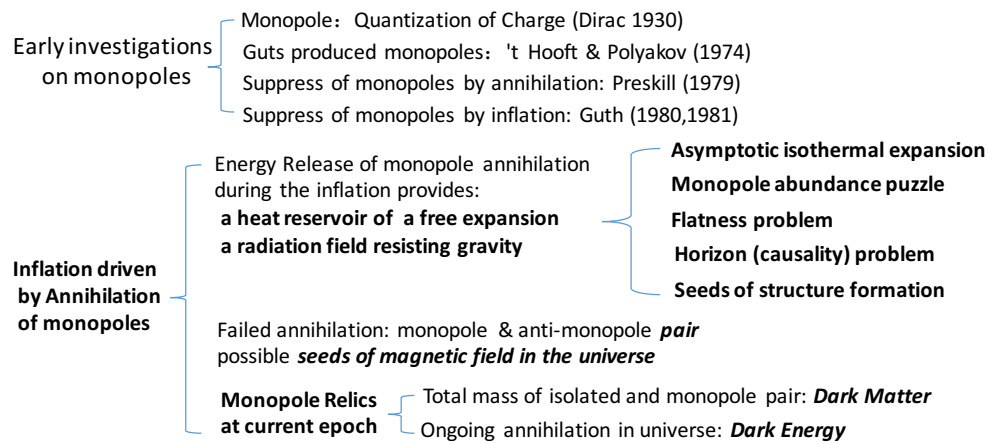 Early investigations
on monopoles
Monopole：Quantization of Charge (Dirac 1930)
Guts produced monopoles：'t Hooft & Polyakov (1974)
Suppress of monopoles by annihilation: Preskill (1979)
Suppress of monopoles by inflation: Guth (1980,1981)
Inflation driven
by Annihilation
of monopoles
Energy Release of monopole annihilation
during the inflation provides:
a heat reservoir of a free expansion
a radiation field resisting gravity
Asymptotic isothermal expansion
Monopole abundance puzzle
Flatness problem
Horizon (causality) problem
Seeds of structure formation
Failed annihilation: monopole & anti-monopole pair
possible seeds of magnetic field in the universe
Monopole Relics
at current epoch
Total mass of isolated and monopole pair: Dark Matter
Ongoing annihilation in universe: Dark Energy